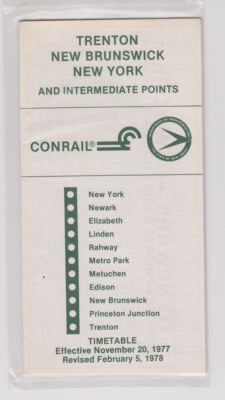 TRENTON
NEW BRUNSWICK
NEW YORK
AND INTERMEDIATE POINTS
CONRAIL®
New York
Newark
Elizabeth
Linden
Rahway
Metro Park
Metuchen
Edison
New Brunswick
Princeton Junction
Trenton
TIMETABLE
Effective November 20, 1977
Revised February 5, 1978